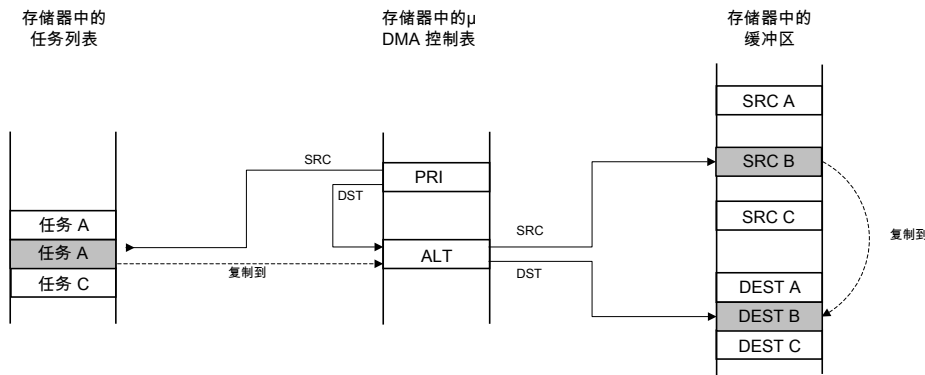 存储器中的
任务列表
存储器中的μ
DMA 控制表
存储器中的
缓冲区
SRC A
SRC
PRI
SRC B
DST
任务 A
SRC C
SRC
复制到
任务 A
ALT
复制到
DST
任务 C
DEST A
DEST B
DEST C